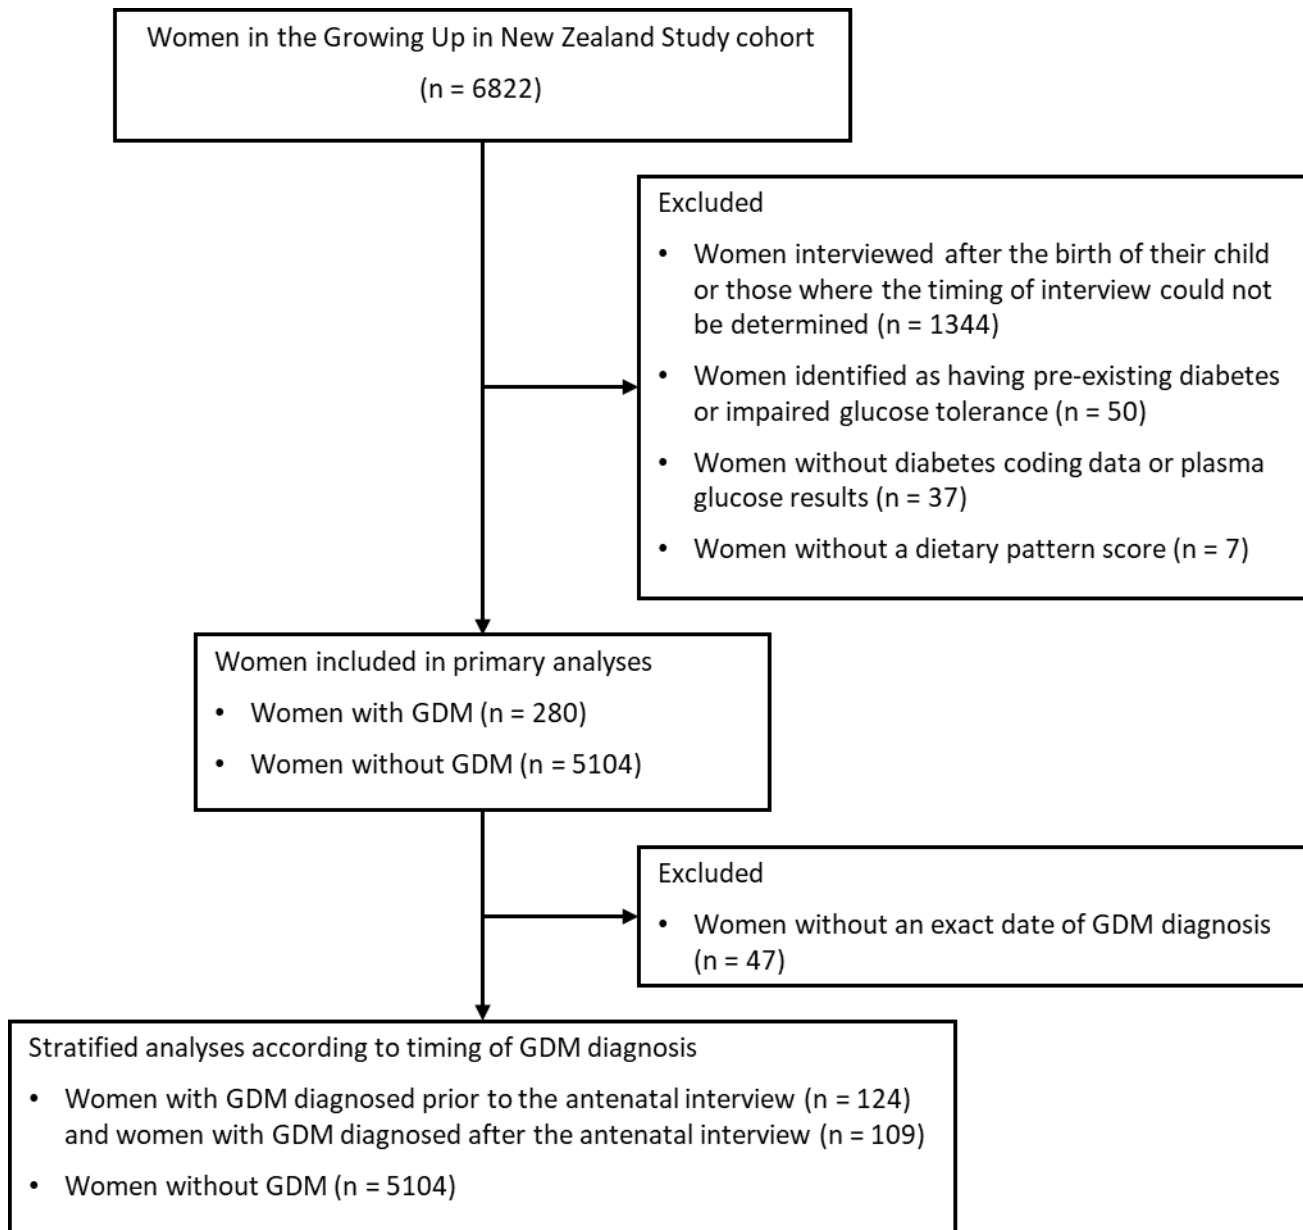 Women in the Growing Up in New Zealand Study cohort
(n = 6822)
Excluded
• Women interviewed after the birth of their child
or those where the timing of interview could not
be determined (n = 1344)
• Women identified as having pre-existing diabetes
or impaired glucose tolerance (n = 50)
• Women without diabetes coding data or plasma
glucose results (n = 37)
• Women without a dietary pattern score (n = 7)
Women included in primary analyses
• Women with GDM (n = 280)
• Women without GDM (n = 5104)
Excluded
• Women without an exact date of GDM diagnosis
(n = 47)
Stratified analyses according to timing of GDM diagnosis
• Women with GDM diagnosed prior to the antenatal interview (n = 124)
and women with GDM diagnosed after the antenatal interview (n = 109)
• Women without GDM (n = 5104)